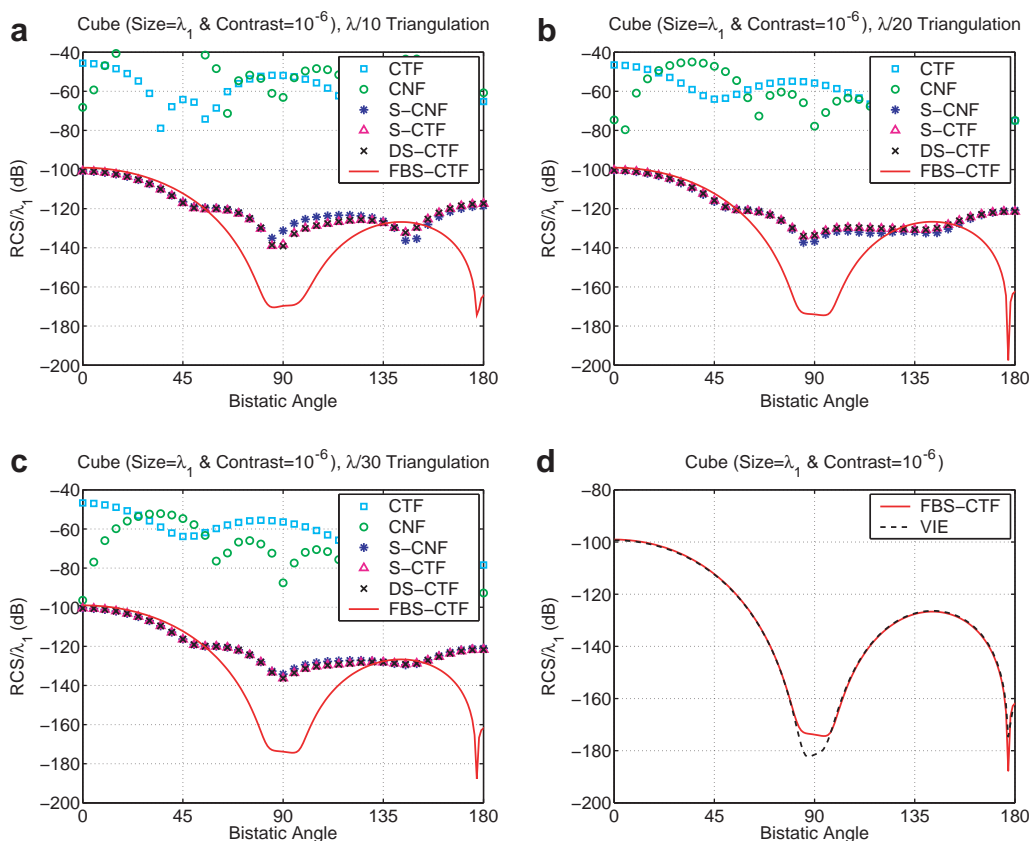 a
Cube (Size=λ₁ & Contrast=10⁻⁶), λ/10 Triangulation
−40
−60
−80
−100
−120
−140
−160
−180
−200
RCS/λ₁ (dB)
0 45 90 135 180
Bistatic Angle
CTF
CNF
S−CNF
S−CTF
DS−CTF
FBS−CTF
b
Cube (Size=λ₁ & Contrast=10⁻⁶), λ/20 Triangulation
−40
−60
−80
−100
−120
−140
−160
−180
−200
RCS/λ₁ (dB)
0 45 90 135 180
Bistatic Angle
CTF
CNF
S−CNF
S−CTF
DS−CTF
FBS−CTF
c
Cube (Size=λ₁ & Contrast=10⁻⁶), λ/30 Triangulation
−40
−60
−80
−100
−120
−140
−160
−180
−200
RCS/λ₁ (dB)
0 45 90 135 180
Bistatic Angle
CTF
CNF
S−CNF
S−CTF
DS−CTF
FBS−CTF
d
Cube (Size=λ₁ & Contrast=10⁻⁶)
−80
−100
−120
−140
−160
−180
−200
RCS/λ₁ (dB)
0 45 90 135 180
Bistatic Angle
FBS−CTF
VIE